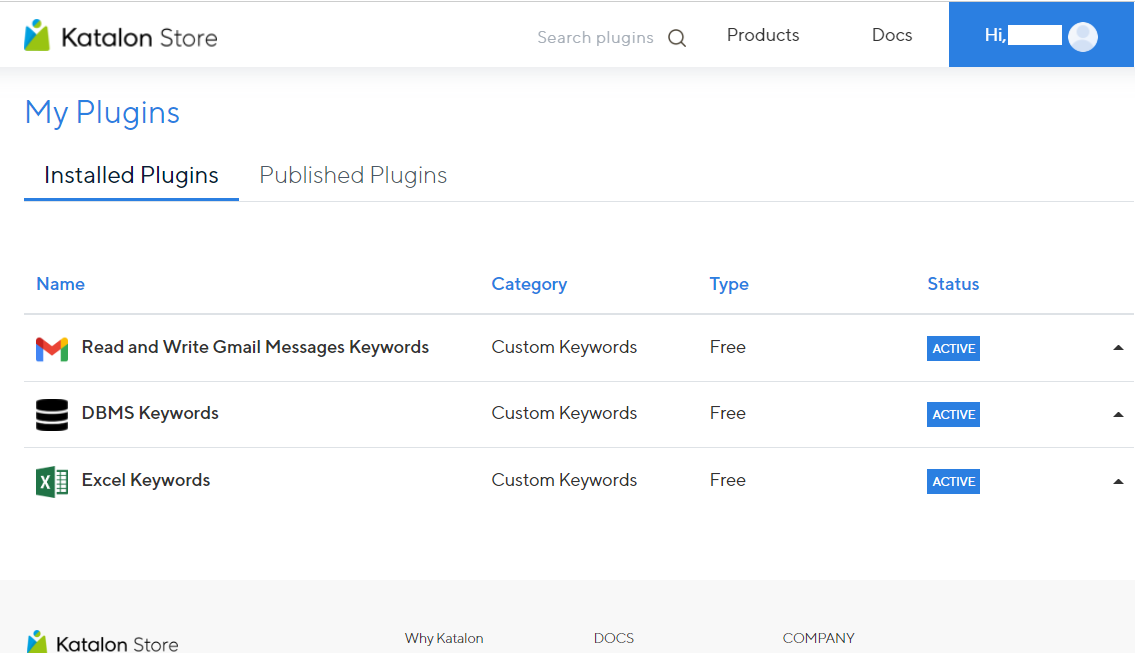 Katalon Store
Search plugins
Products
Docs
Hi,
My Plugins
Installed Plugins
Published Plugins
Name Category Type Status
Read and Write Gmail Messages Keywords Custom Keywords Free ACTIVE
DBMS Keywords Custom Keywords Free ACTIVE
X Excel Keywords Custom Keywords Free ACTIVE
Katalon Store
Why Katalon
DOCS
COMPANY